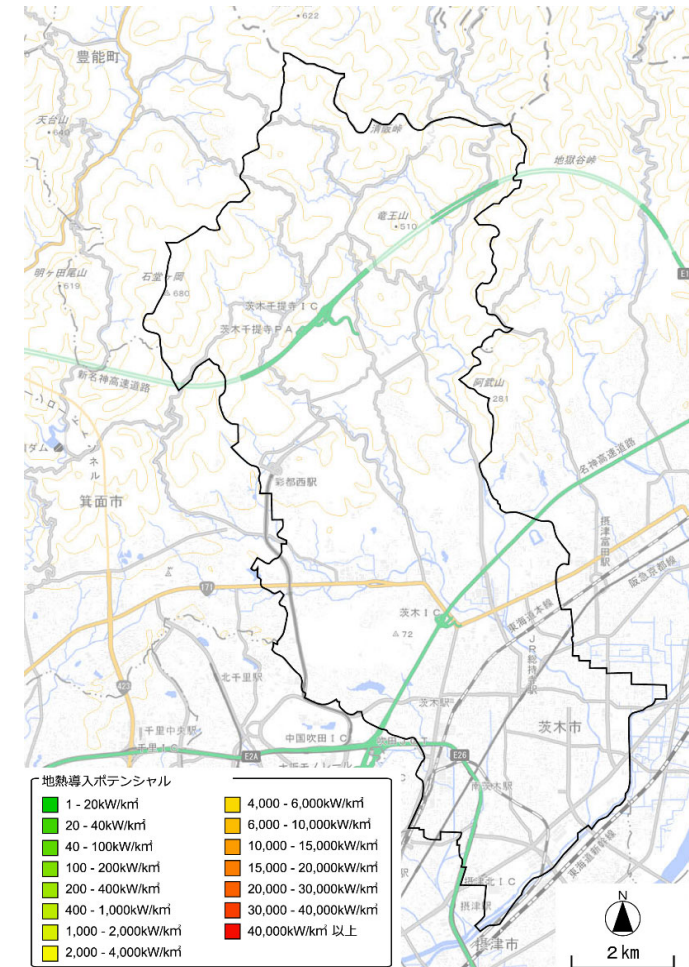 ・622
豊能町
天台山
・640
須阪峠
地獄谷峠
竜王山
・510
明ヶ田尾山
・619
石堂ヶ岡
△ 680
茨木千提寺ＩＣ
茨木千提寺ＰＡ
新名神高速道路
阿武山
△ 281
名神高速道路
ダム
箕面市
彩都西駅
摂津富田駅
171
阪急京都線
東海道本線
茨木ＩＣ
△ 72
ＪＲ総持寺駅
423
北千里駅
茨木駅
茨木市
千里中央駅
中国吹田ＩＣ
千里ＩＣ
E2A
E26
南茨木駅
東海道新幹線
摂津北ＩＣ
摂津駅
摂津市
地熱導入ポテンシャル
1 - 20kW/k㎡
20 - 40kW/k㎡
40 - 100kW/k㎡
100 - 200kW/k㎡
200 - 400kW/k㎡
400 - 1,000kW/k㎡
1,000 - 2,000kW/k㎡
2,000 - 4,000kW/k㎡
4,000 - 6,000kW/k㎡
6,000 - 10,000kW/k㎡
10,000 - 15,000kW/k㎡
15,000 - 20,000kW/k㎡
20,000 - 30,000kW/k㎡
30,000 - 40,000kW/k㎡
40,000kW/k㎡ 以上
N
2 km